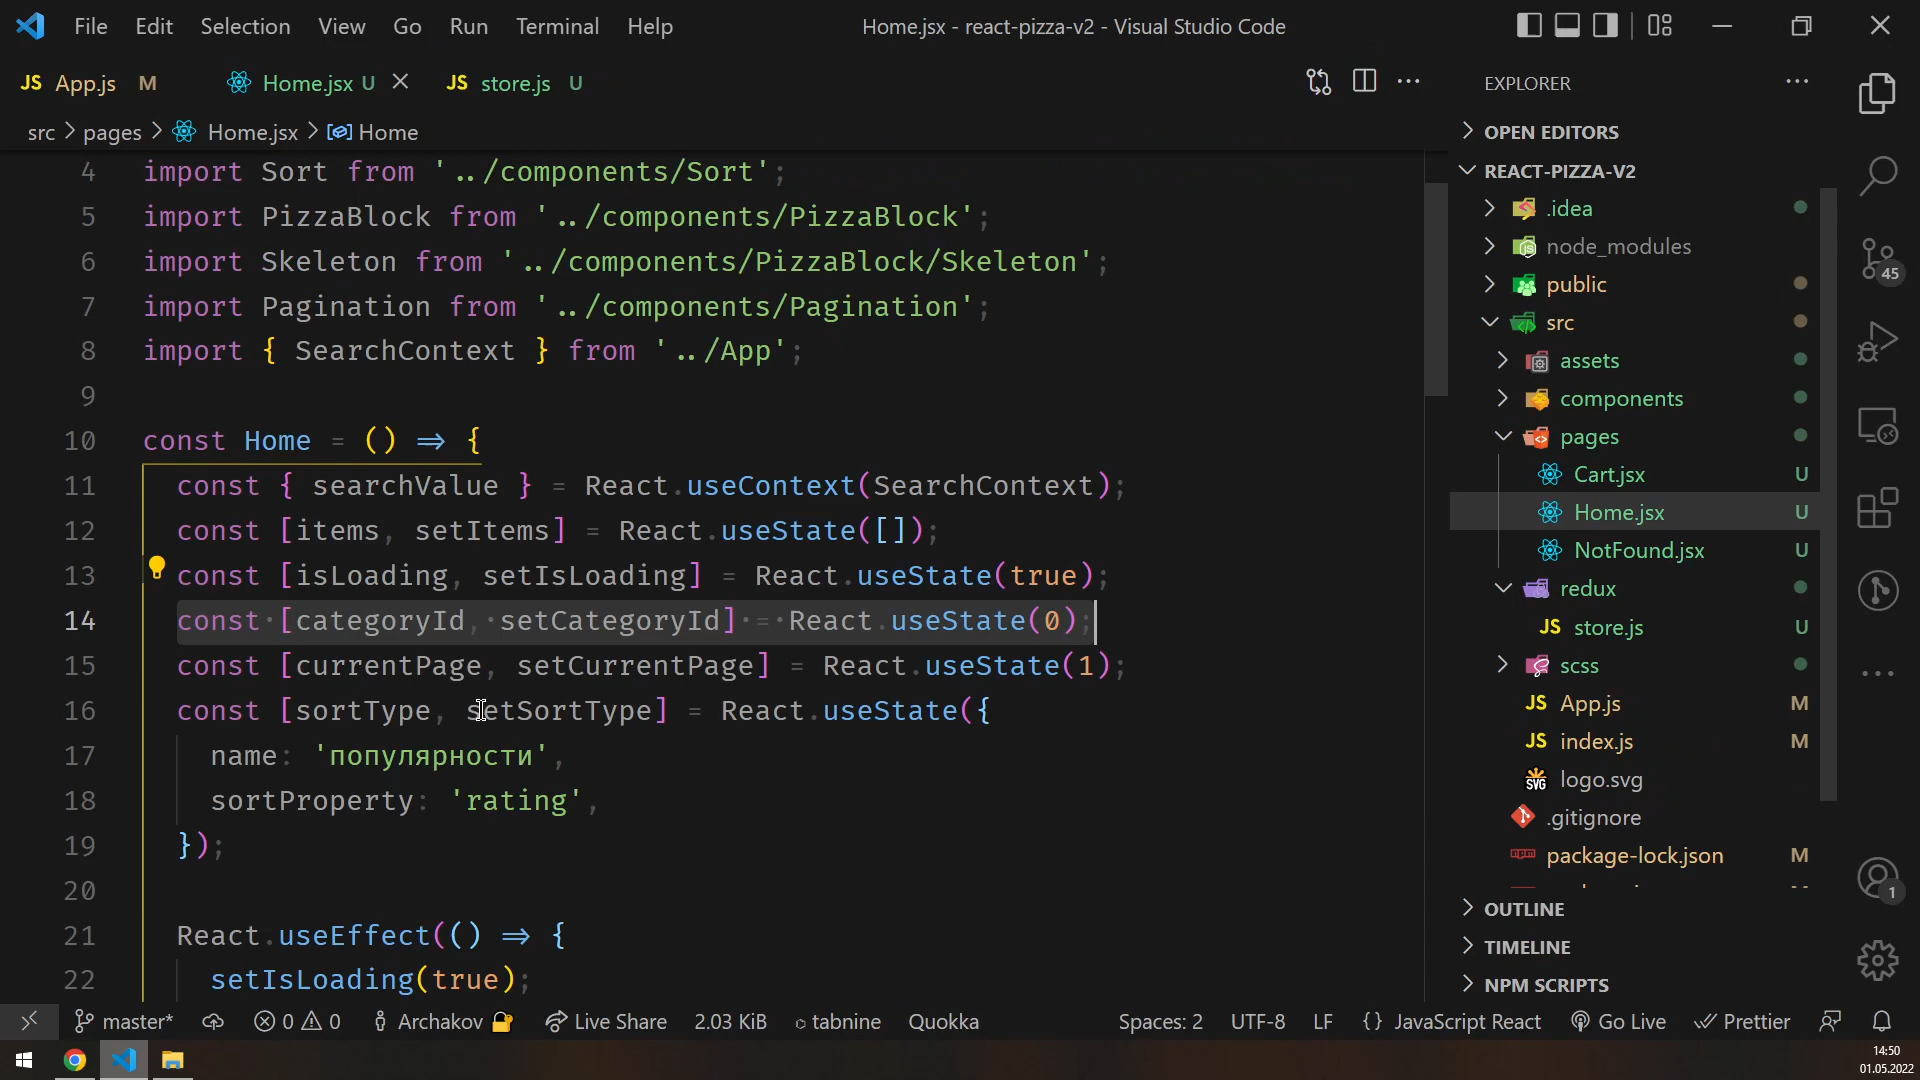 File Edit Selection View Go Run Terminal Help Home.jsx - react-pizza-v2 - Visual Studio Code
JS App.js M Home.jsx U JS store.js U
src > pages > Home.jsx > Home
4 import Sort from '../components/Sort';
5 import PizzaBlock from '../components/PizzaBlock';
6 import Skeleton from '../components/PizzaBlock/Skeleton';
7 import Pagination from '../components/Pagination';
8 import { SearchContext } from '../App';
9
10 const Home = () => {
11 const { searchValue } = React.useContext(SearchContext);
12 const [items, setItems] = React.useState([]);
13 const [isLoading, setIsLoading] = React.useState(true);
14 const [categoryId, setCategoryId] = React.useState(0);
15 const [currentPage, setCurrentPage] = React.useState(1);
16 const [sortType, setSortType] = React.useState({
17 name: 'популярности',
18 sortProperty: 'rating',
19 });
20
21 React.useEffect(() => {
22 setIsLoading(true);
EXPLORER
OPEN EDITORS
REACT-PIZZA-V2
.idea
node_modules
public
src
assets
components
pages
Cart.jsx U
Home.jsx U
NotFound.jsx U
redux
JS store.js U
scss
JS App.js M
JS index.js M
SVG logo.svg
.gitignore
package-lock.json M
OUTLINE
TIMELINE
NPM SCRIPTS
45
1
master* 0 0 Archakov Live Share 2.03 KiB tabnine Quokka Spaces: 2 UTF-8 LF {} JavaScript React Go Live Prettier
14:50
01.05.2022